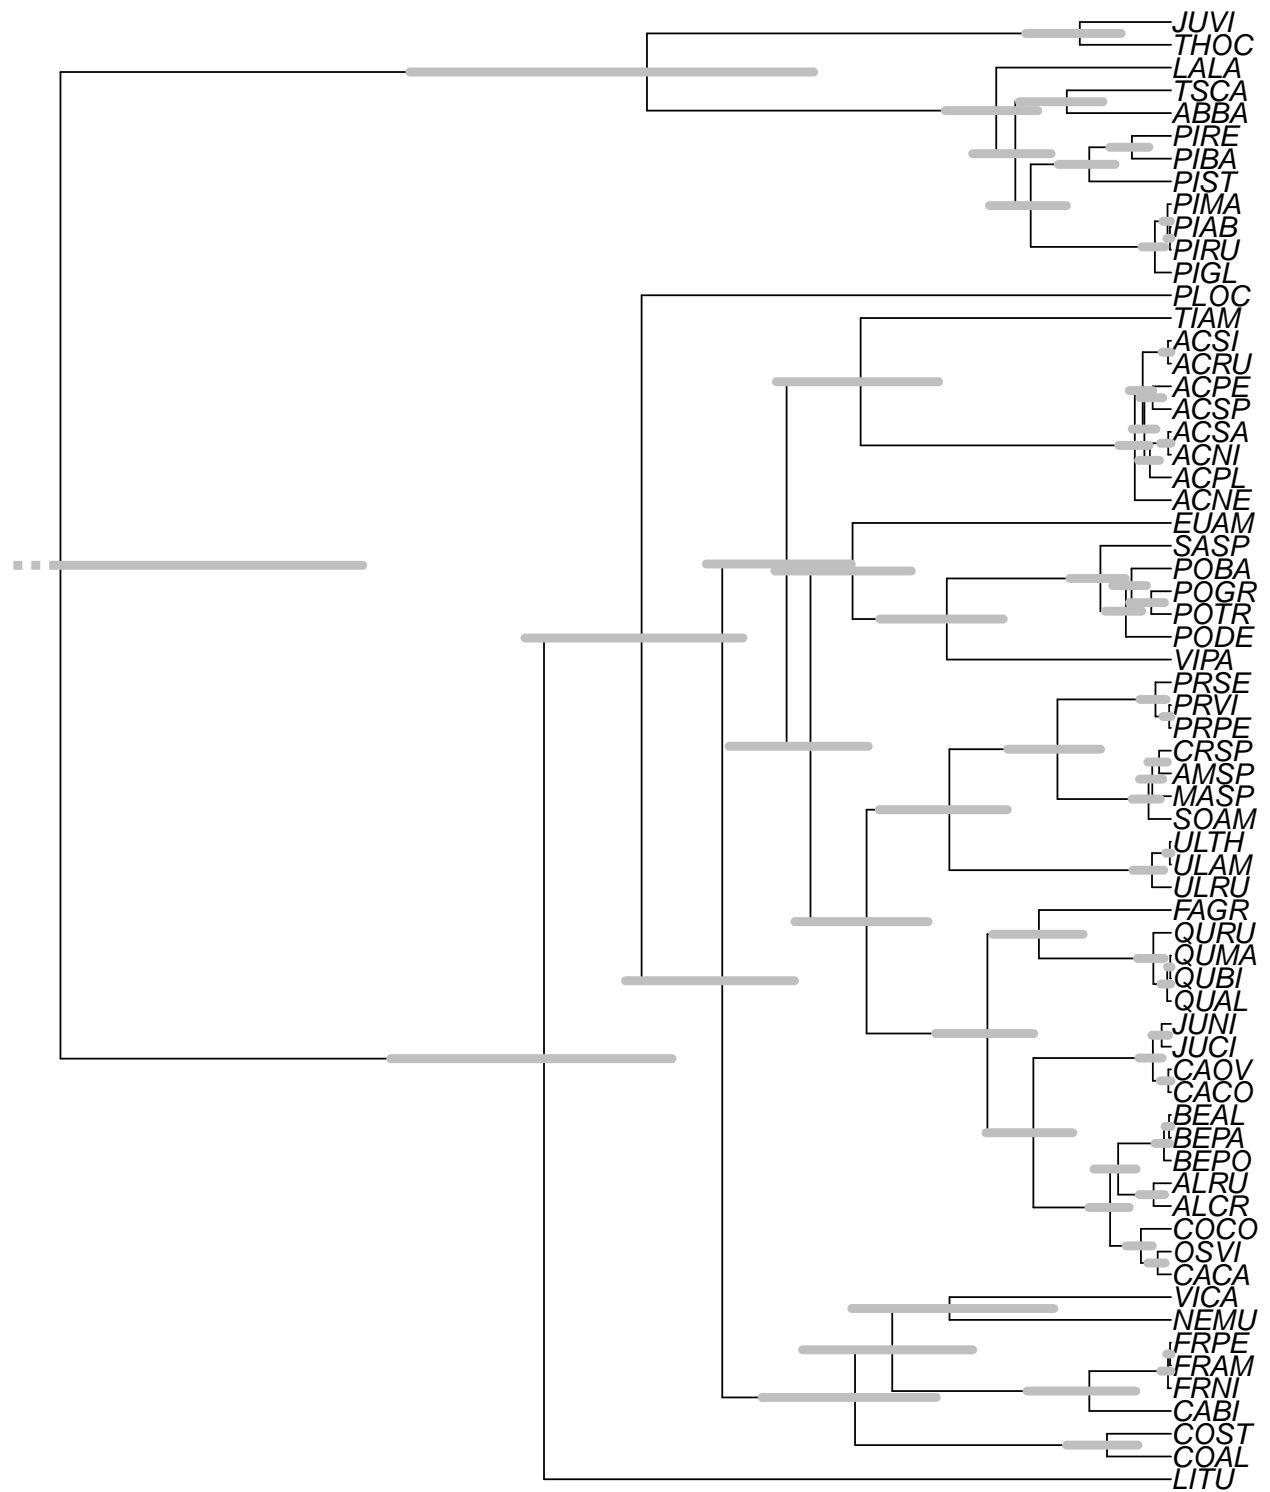 JUVI
THOC
LALA
TSCA
ABBA
PIRE
PIBA
PIST
PIMA
PIAB
PIRU
PIGL
PLOC
TIAM
ACSI
ACRU
ACPE
ACSP
ACSA
ACNI
ACPL
ACNE
EUAM
SASP
POBA
POGR
POTR
PODE
VIPA
PRSE
PRVI
PRPE
CRSP
AMSP
MASP
SOAM
ULTH
ULAM
ULRU
FAGR
QURU
QUMA
QUBI
QUAL
JUNI
JUCI
CAOV
CACO
BEAL
BEPA
BEPO
ALRU
ALCR
COCO
OSVI
CACA
VICA
NEMU
FRPE
FRAM
FRNI
CABI
COST
COAL
LITU